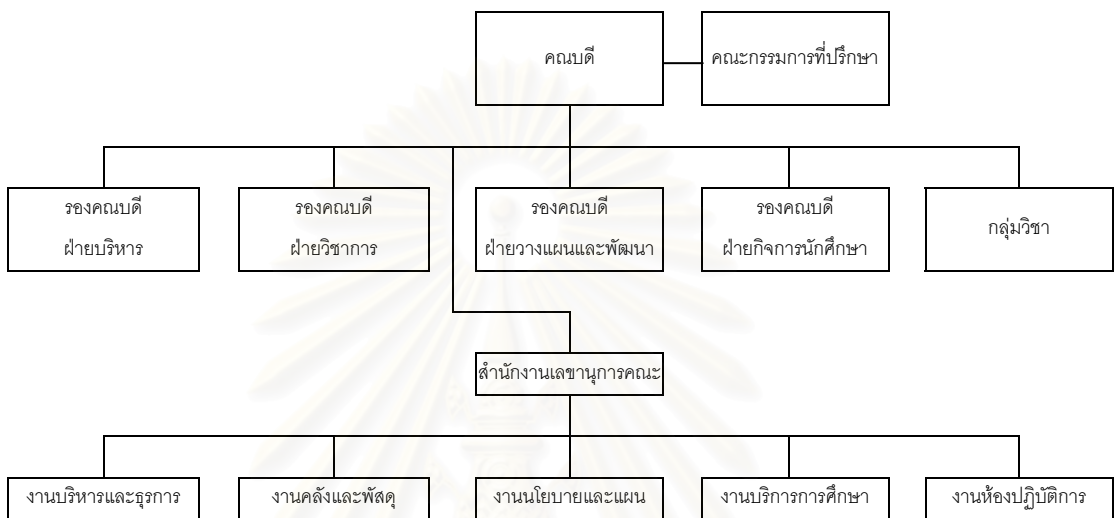 คณบดี
คณะกรรมการที่ปรึกษา
รองคณบดี
ฝ่ายบริหาร
รองคณบดี
ฝ่ายวิชาการ
รองคณบดี
ฝ่ายวางแผนและพัฒนา
รองคณบดี
ฝ่ายกิจการนักศึกษา
กลุ่มวิชา
สำนักงานเลขานุการคณะ
งานบริหารและธุรการ
งานคลังและพัสดุ
งานนโยบายและแผน
งานบริการการศึกษา
งานห้องปฏิบัติการ